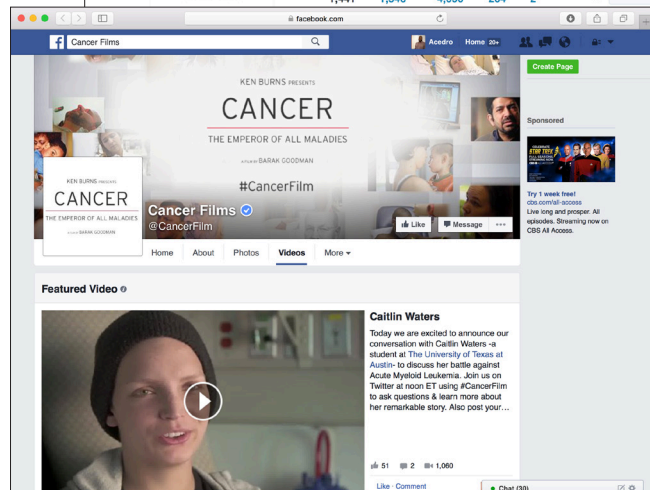 facebook.com
Cancer Films
Acedro
Home 20+
KEN BURNS PRESENTS
CANCER
THE EMPEROR OF ALL MALADIES
A FILM BY BARAK GOODMAN
#CancerFilm
KEN BURNS PRESENTS
CANCER
THE EMPEROR OF ALL MALADIES
A FILM BY BARAK GOODMAN
Cancer Films
@CancerFilm
Like
Message
Home
About
Photos
Videos
More
Create Page
Sponsored
STAR TREK
Try 1 week free!
cbs.com/all-access
Live long and prosper. All
episodes. Streaming now on
CBS All Access.
Featured Video
Caitlin Waters
Today we are excited to announce our
conversation with Caitlin Waters -a
student at The University of Texas at
Austin- to discuss her battle against
Acute Myeloid Leukemia. Join us on
Twitter at noon ET using #CancerFilm
to ask questions & learn more about
her remarkable story. Also post your…
51 2 1,060
Like · Comment
Chat (30)